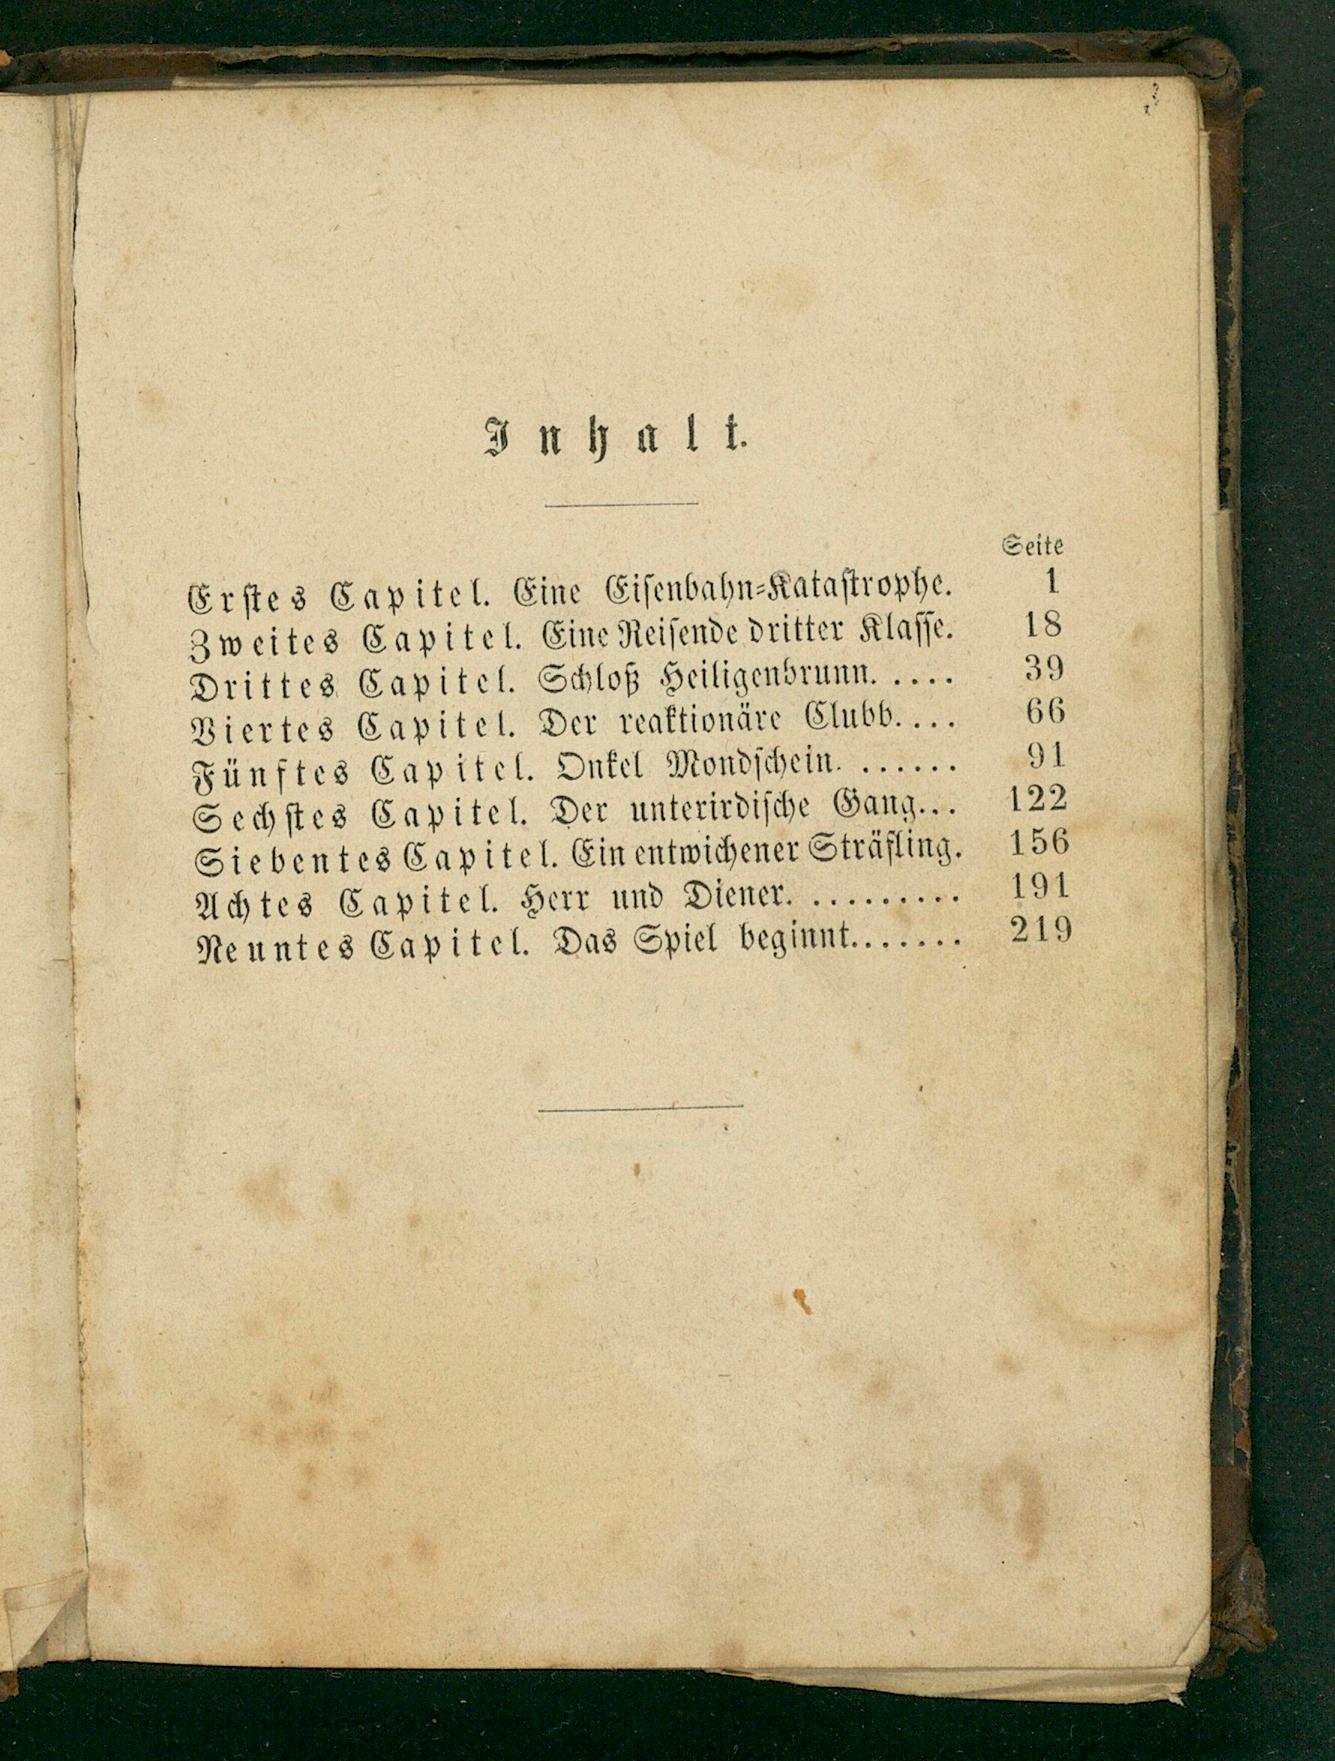 Inhalt.
Seite
Erstes Capitel. Eine Eisenbahn-Katastrophe. 1
Zweites Capitel. Eine Reisende dritter Klasse. 18
Drittes Capitel. Schloß Heiligenbrunn. .... 39
Viertes Capitel. Der reaktionäre Clubb.... 66
Fünftes Capitel. Onkel Mondschein. ...... 91
Sechstes Capitel. Der unterirdische Gang... 122
Siebentes Capitel. Ein entwichener Sträfling. 156
Achtes Capitel. Herr und Diener. ......... 191
Neuntes Capitel. Das Spiel beginnt....... 219